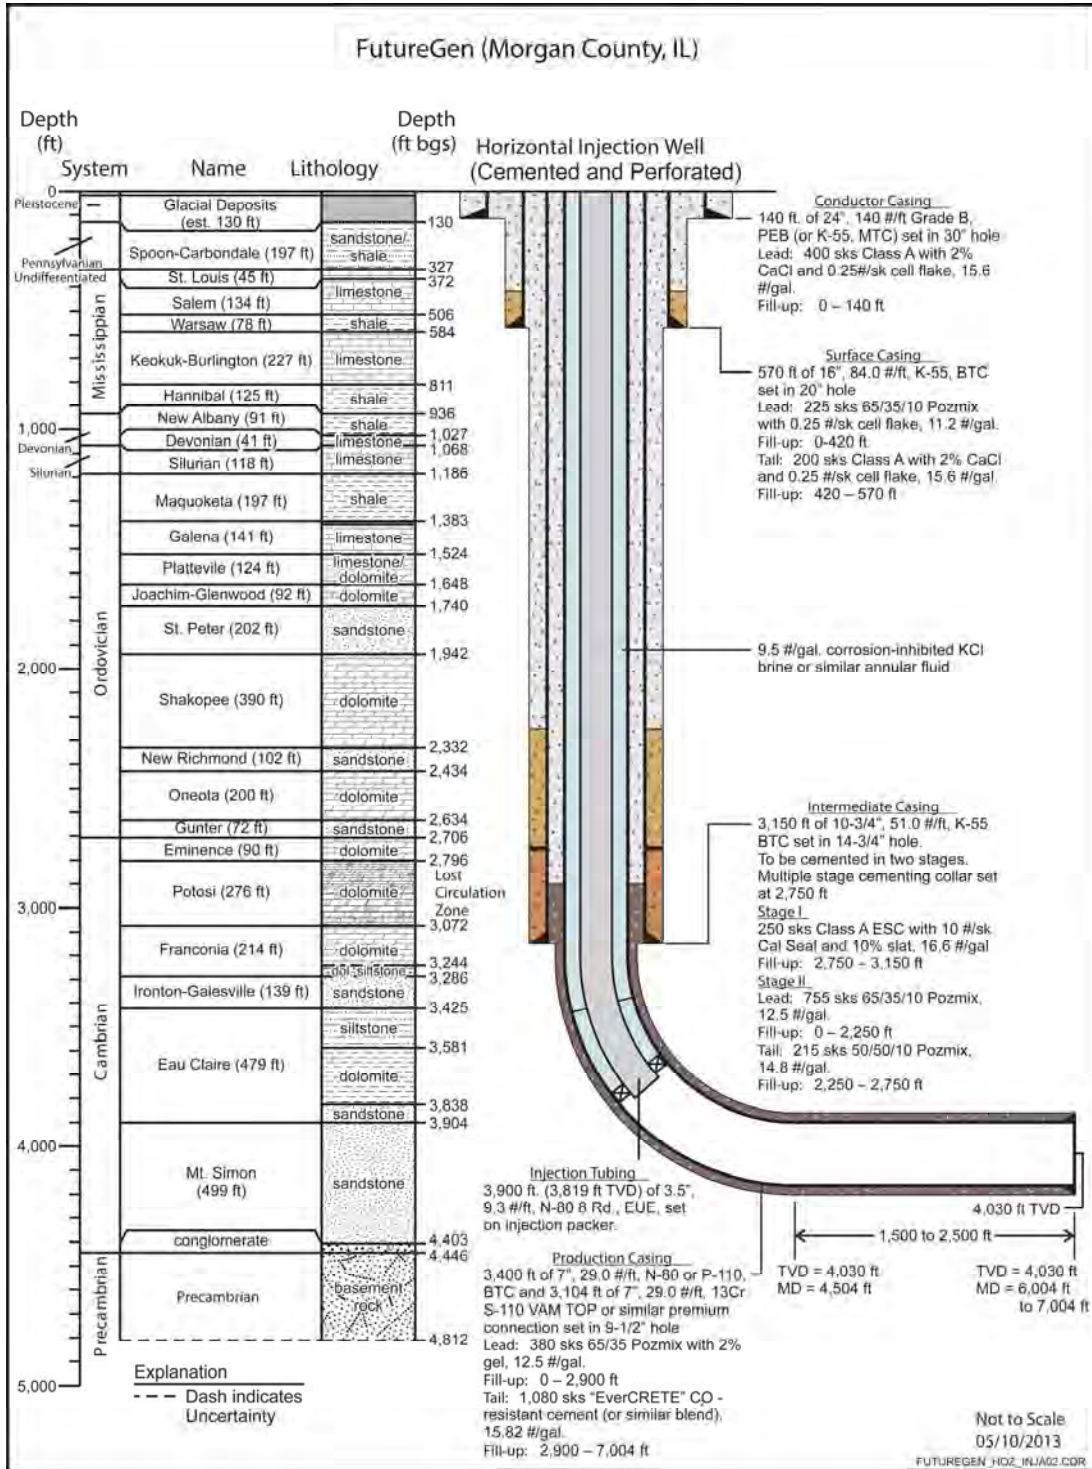 FutureGen (Morgan County, IL)
Depth
(ft)
System
Name
Lithology
Depth
(ft bgs)
Horizontal Injection Well
(Cemented and Perforated)
0
1,000
2,000
3,000
4,000
5,000
Pleistocene
Pennsylvanian
Undifferentiated
Mississippian
Devonian
Silurian
Ordovician
Cambrian
Precambrian
Glacial Deposits
(est. 130 ft)
Spoon-Carbondale (197 ft)
St. Louis (45 ft)
Salem (134 ft)
Warsaw (78 ft)
Keokuk-Burlington (227 ft)
Hannibal (125 ft)
New Albany (91 ft)
Devonian (41 ft)
Silurian (118 ft)
Maquoketa (197 ft)
Galena (141 ft)
Platteville (124 ft)
Joachim-Glenwood (92 ft)
St. Peter (202 ft)
Shakopee (390 ft)
New Richmond (102 ft)
Oneota (200 ft)
Gunter (72 ft)
Eminence (90 ft)
Potosi (276 ft)
Franconia (214 ft)
Ironton-Galesville (139 ft)
Eau Claire (479 ft)
Mt. Simon
(499 ft)
conglomerate
Precambrian
sandstone/
shale
limestone
shale
limestone
shale
shale
limestone
limestone
shale
limestone
limestone/
dolomite
dolomite
sandstone
dolomite
sandstone
dolomite
sandstone
dolomite
dolomite
dolomite
dol. siltstone
sandstone
siltstone
dolomite
sandstone
sandstone
basement
rock
130
327
372
506
584
811
936
1,027
1,068
1,186
1,383
1,524
1,648
1,740
1,942
2,332
2,434
2,634
2,706
2,796
Lost
Circulation
Zone
3,072
3,244
3,286
3,425
3,581
3,838
3,904
4,403
4,446
4,812
Conductor Casing
140 ft. of 24", 140 #/ft Grade B,
PEB (or K-55, MTC) set in 30" hole
Lead: 400 sks Class A with 2%
CaCl and 0.25#/sk cell flake, 15.6
#/gal.
Fill-up: 0 – 140 ft
Surface Casing
570 ft of 16", 84.0 #/ft, K-55, BTC
set in 20" hole
Lead: 225 sks 65/35/10 Pozmix
with 0.25 #/sk cell flake, 11.2 #/gal.
Fill-up: 0-420 ft
Tail: 200 sks Class A with 2% CaCl
and 0.25 #/sk cell flake, 15.6 #/gal.
Fill-up: 420 – 570 ft
9.5 #/gal. corrosion-inhibited KCl
brine or similar annular fluid
Intermediate Casing
3,150 ft of 10-3/4", 51.0 #/ft, K-55
BTC set in 14-3/4" hole.
To be cemented in two stages.
Multiple stage cementing collar set
at 2,750 ft
Stage I
250 sks Class A ESC with 10 #/sk
Cal Seal and 10% slat, 16.6 #/gal
Fill-up: 2,750 – 3,150 ft
Stage II
Lead: 755 sks 65/35/10 Pozmix,
12.5 #/gal.
Fill-up: 0 – 2,250 ft
Tail: 215 sks 50/50/10 Pozmix,
14.8 #/gal.
Fill-up: 2,250 – 2,750 ft
Injection Tubing
3,900 ft. (3,819 ft TVD) of 3.5",
9.3 #/ft, N-80 8 Rd., EUE, set
on injection packer.
4,030 ft TVD
1,500 to 2,500 ft
TVD = 4,030 ft
MD = 4,504 ft
TVD = 4,030 ft
MD = 6,004 ft
to 7,004 ft
Production Casing
3,400 ft of 7", 29.0 #/ft, N-80 or P-110,
BTC and 3,104 ft of 7", 29.0 #/ft, 13Cr
S-110 VAM TOP or similar premium
connection set in 9-1/2" hole
Lead: 380 sks 65/35 Pozmix with 2%
gel, 12.5 #/gal.
Fill-up: 0 – 2,900 ft
Tail: 1,080 sks "EverCRETE" CO -
resistant cement (or similar blend),
15.82 #/gal.
Fill-up: 2,900 – 7,004 ft
Explanation
Dash indicates
Uncertainty
Not to Scale
05/10/2013
FUTUREGEN_HOZ_INJA02.CDR